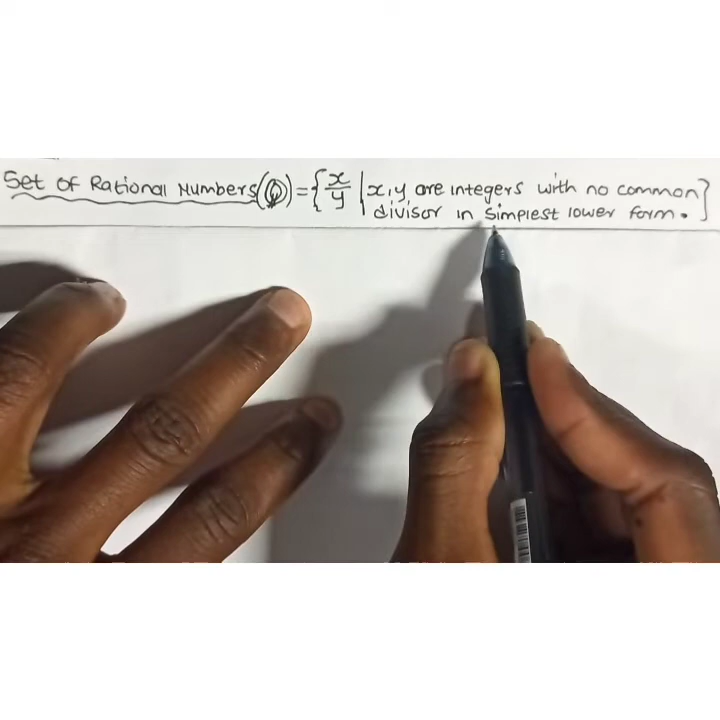 Set of Rational Numbers(Q) = {x/y | x,y are integers with no common}
divisor in simplest lower form.